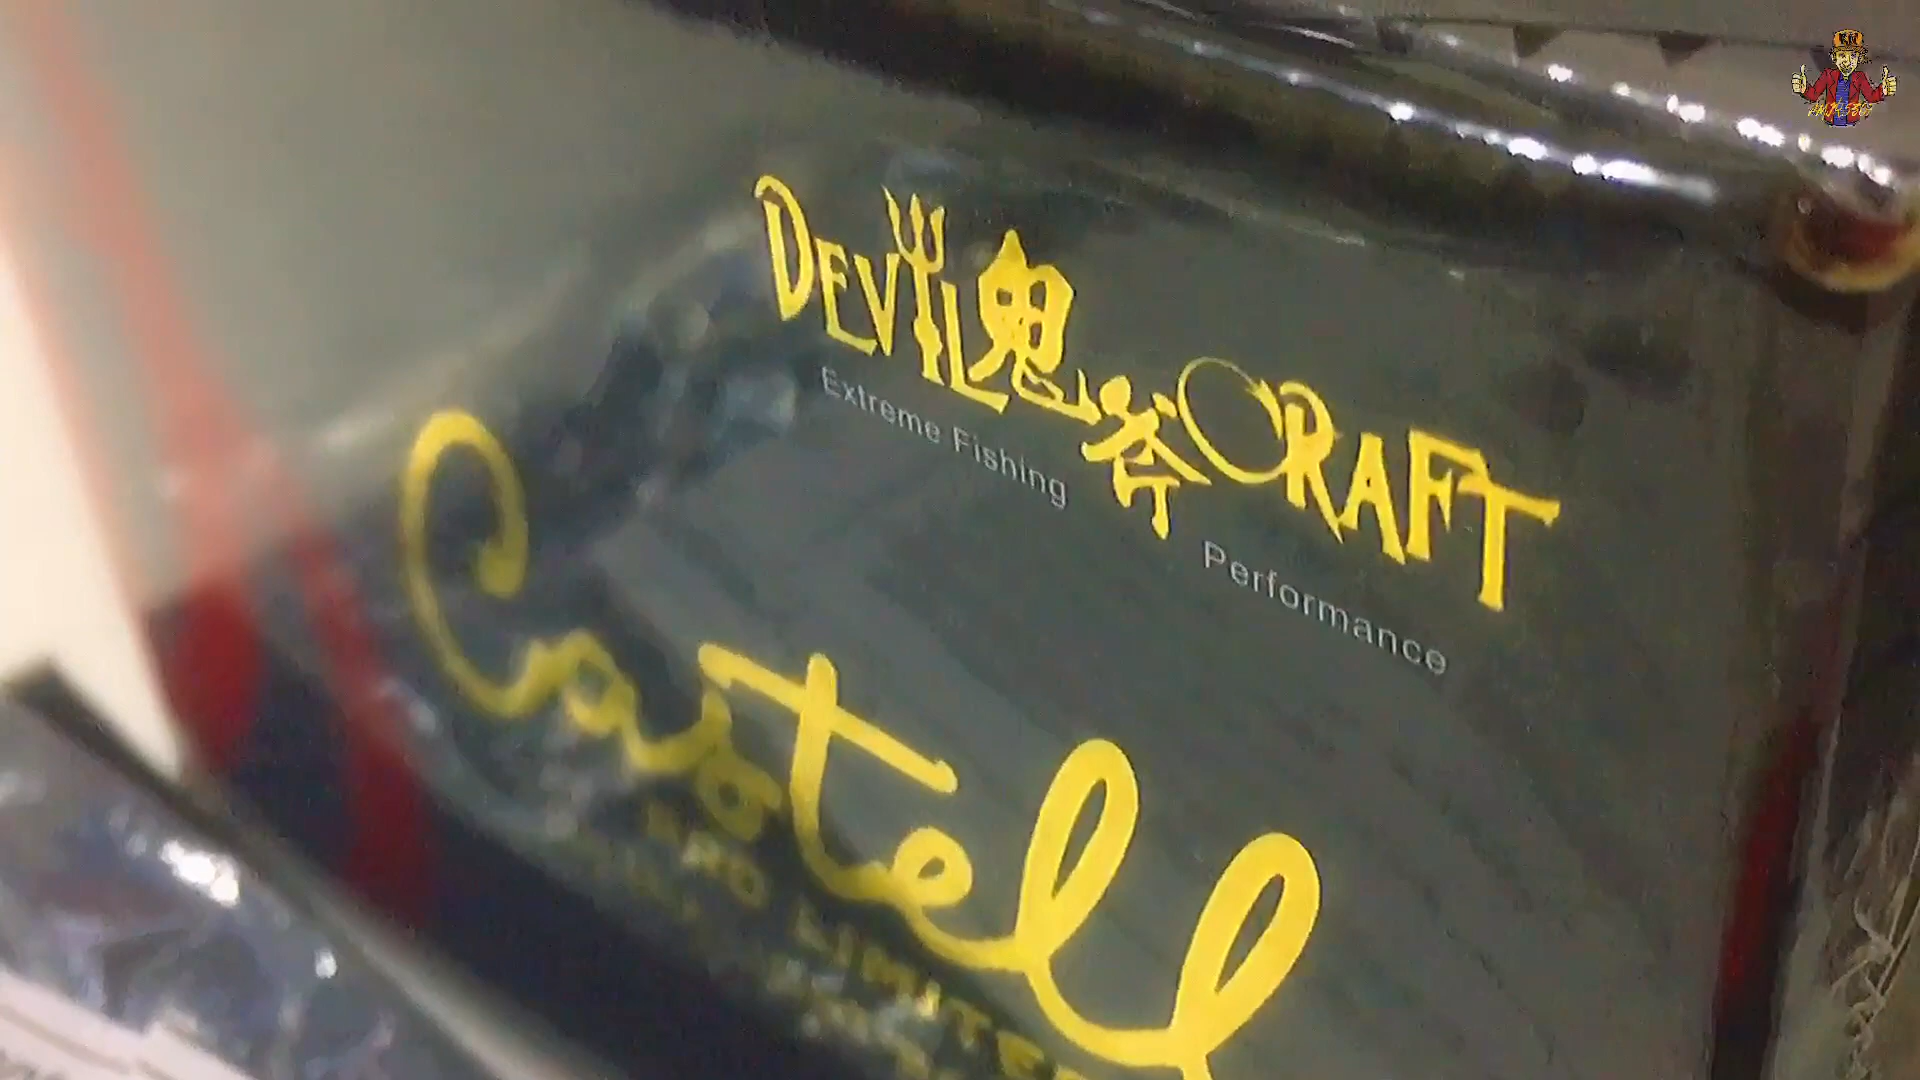 DEVIL鬼斧CRAFT
Extreme Fishing Performance
Castell